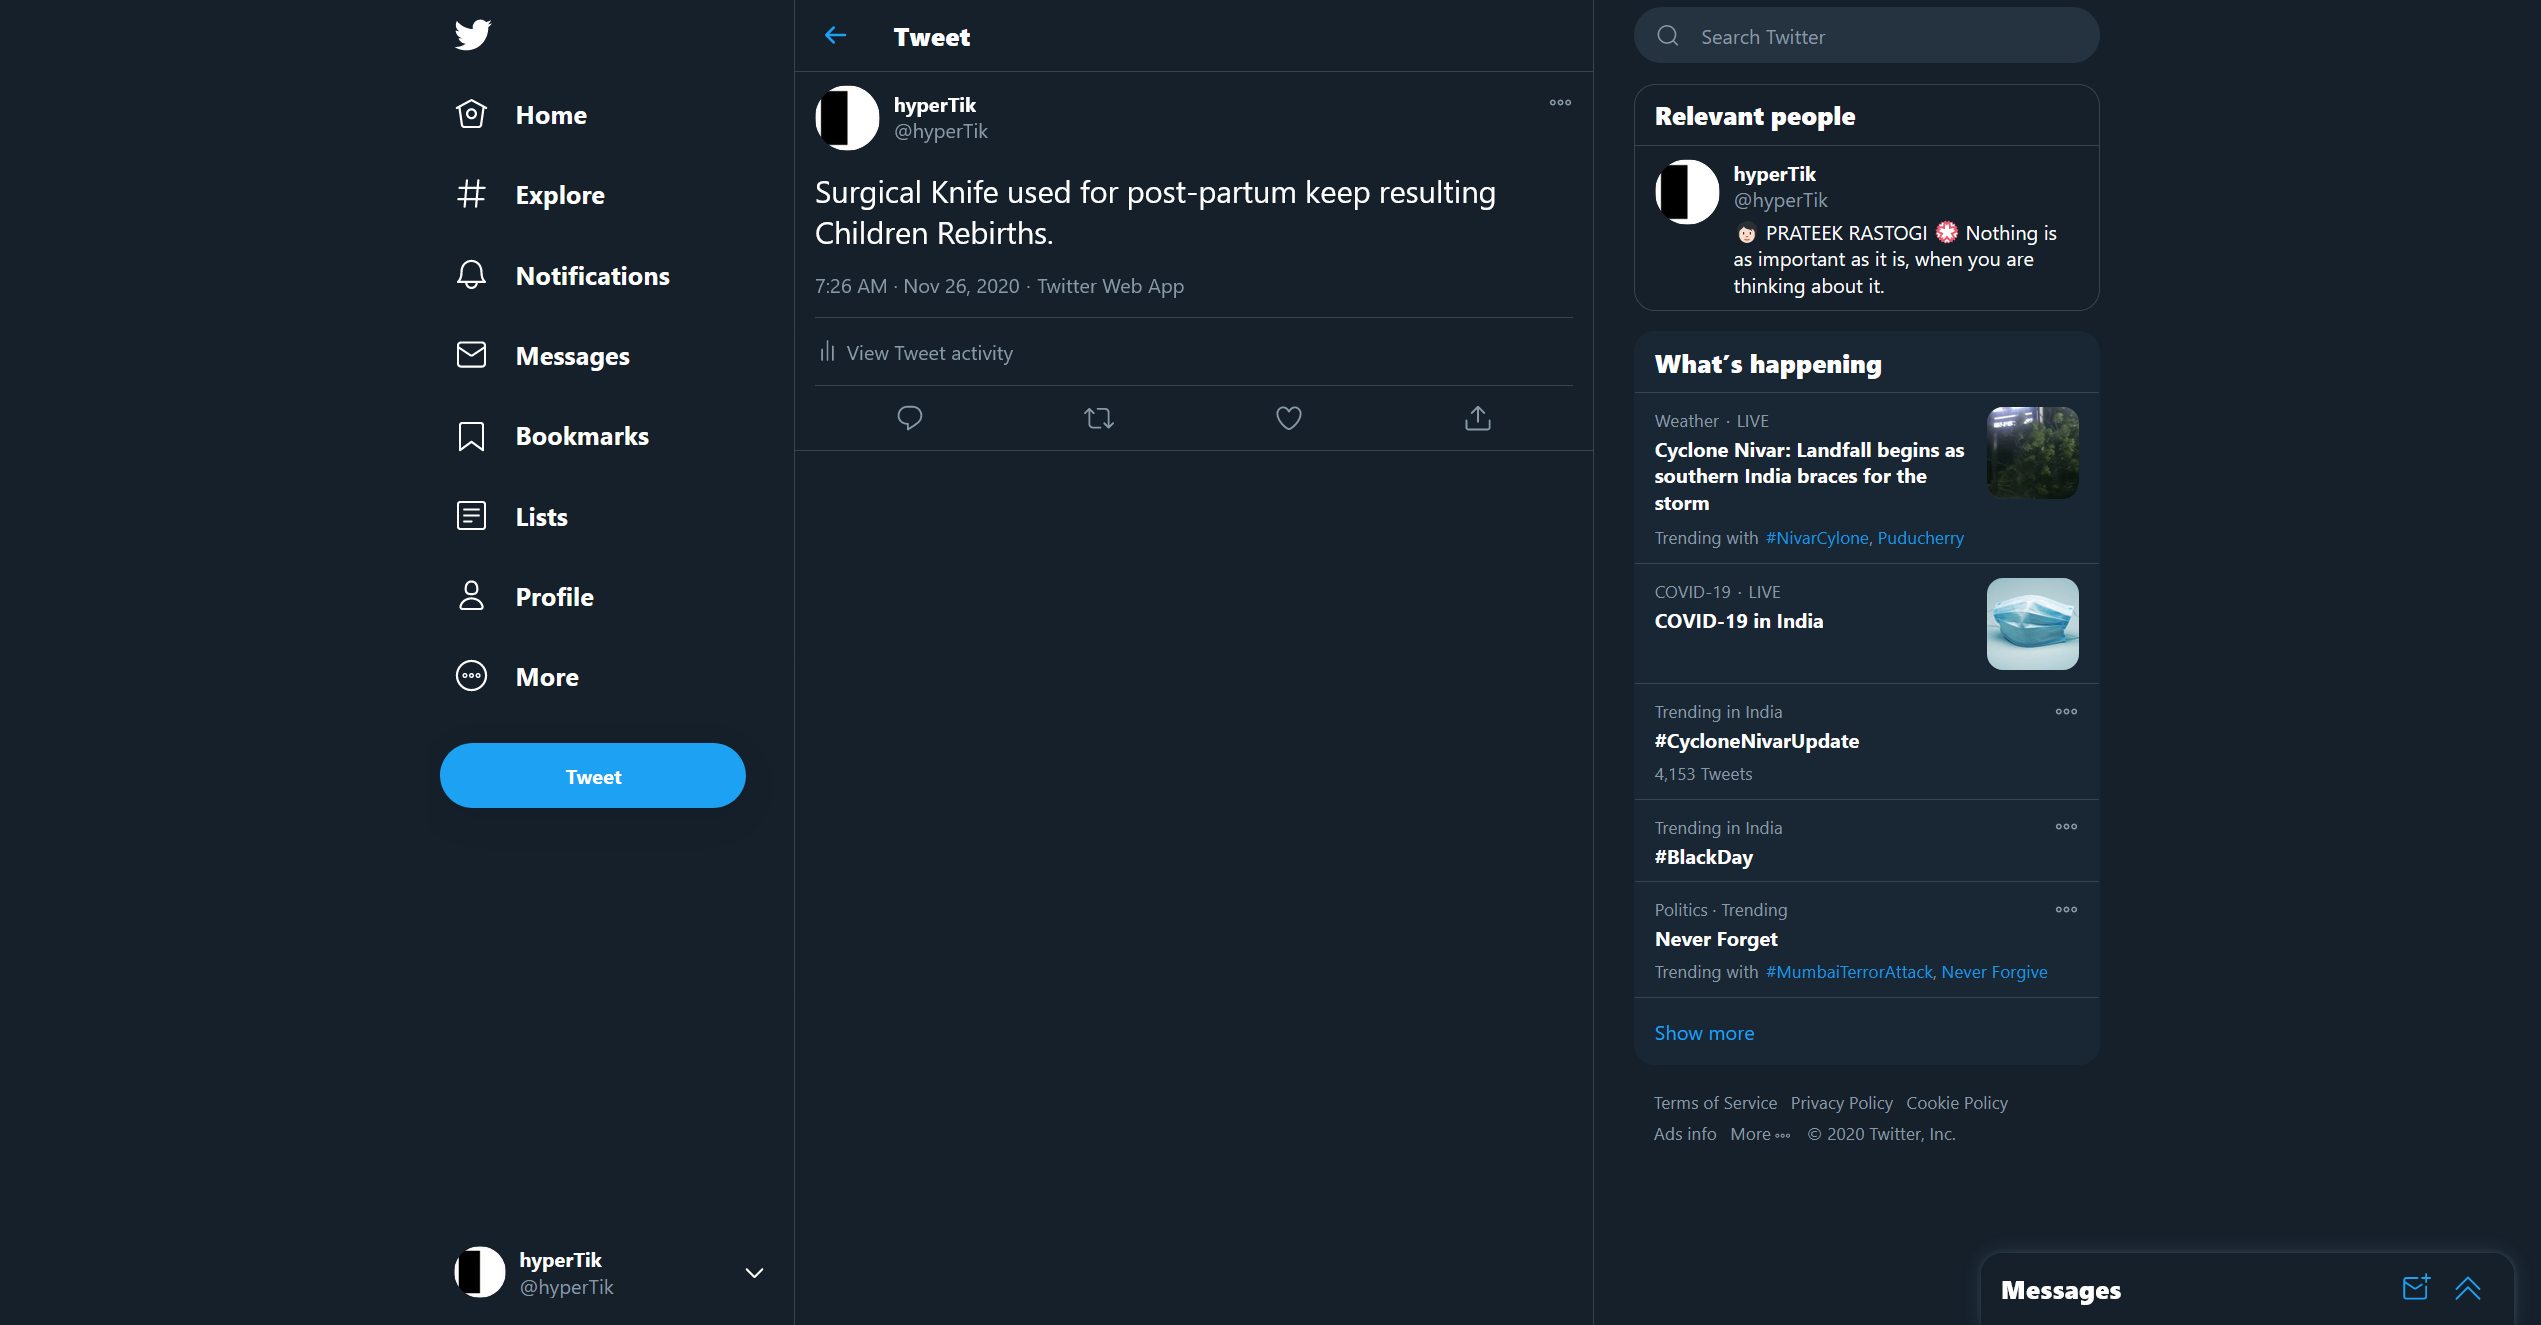 Home
Explore
Notifications
Messages
Bookmarks
Lists
Profile
More
Tweet
hyperTik
@hyperTik
Tweet
hyperTik
@hyperTik
Surgical Knife used for post-partum keep resulting
Children Rebirths.
7:26 AM · Nov 26, 2020 · Twitter Web App
View Tweet activity
Search Twitter
Relevant people
hyperTik
@hyperTik
PRATEEK RASTOGI Nothing is
as important as it is, when you are
thinking about it.
What's happening
Weather · LIVE
Cyclone Nivar: Landfall begins as
southern India braces for the
storm
Trending with #NivarCylone, Puducherry
COVID-19 · LIVE
COVID-19 in India
Trending in India
#CycloneNivarUpdate
4,153 Tweets
Trending in India
#BlackDay
Politics · Trending
Never Forget
Trending with #MumbaiTerrorAttack, Never Forgive
Show more
Terms of Service Privacy Policy Cookie Policy
Ads info More © 2020 Twitter, Inc.
Messages